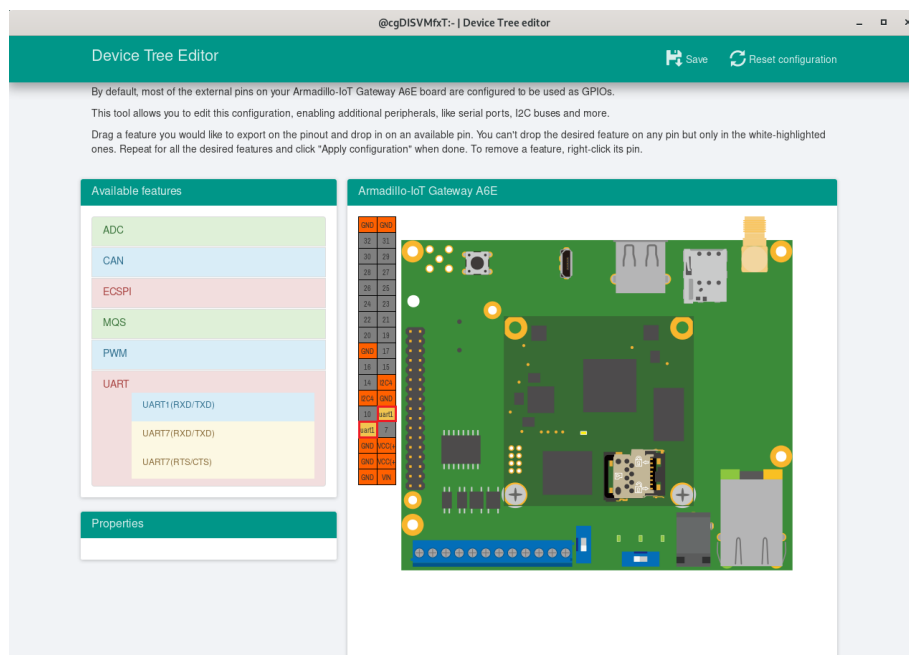 @cgDISVMfxT:~ | Device Tree editor
Device Tree Editor
Save
Reset configuration
By default, most of the external pins on your Armadillo-IoT Gateway A6E board are configured to be used as GPIOs.
This tool allows you to edit this configuration, enabling additional peripherals, like serial ports, I2C buses and more.
Drag a feature you would like to export on the pinout and drop in on an available pin. You can't drop the desired feature on any pin but only in the white-highlighted
ones. Repeat for all the desired features and click "Apply configuration" when done. To remove a feature, right-click its pin.
Available features
ADC
CAN
ECSPI
MQS
PWM
UART
UART1(RXD/TXD)
UART7(RXD/TXD)
UART7(RTS/CTS)
Properties
Armadillo-IoT Gateway A6E
GND GND
32 31
30 29
28 27
26 25
24 23
22 21
20 19
GND 17
16 15
14 I2C4
I2C4 GND
10 uart1
uart1 7
GND VCC(+
GND VCC(+
GND VIN